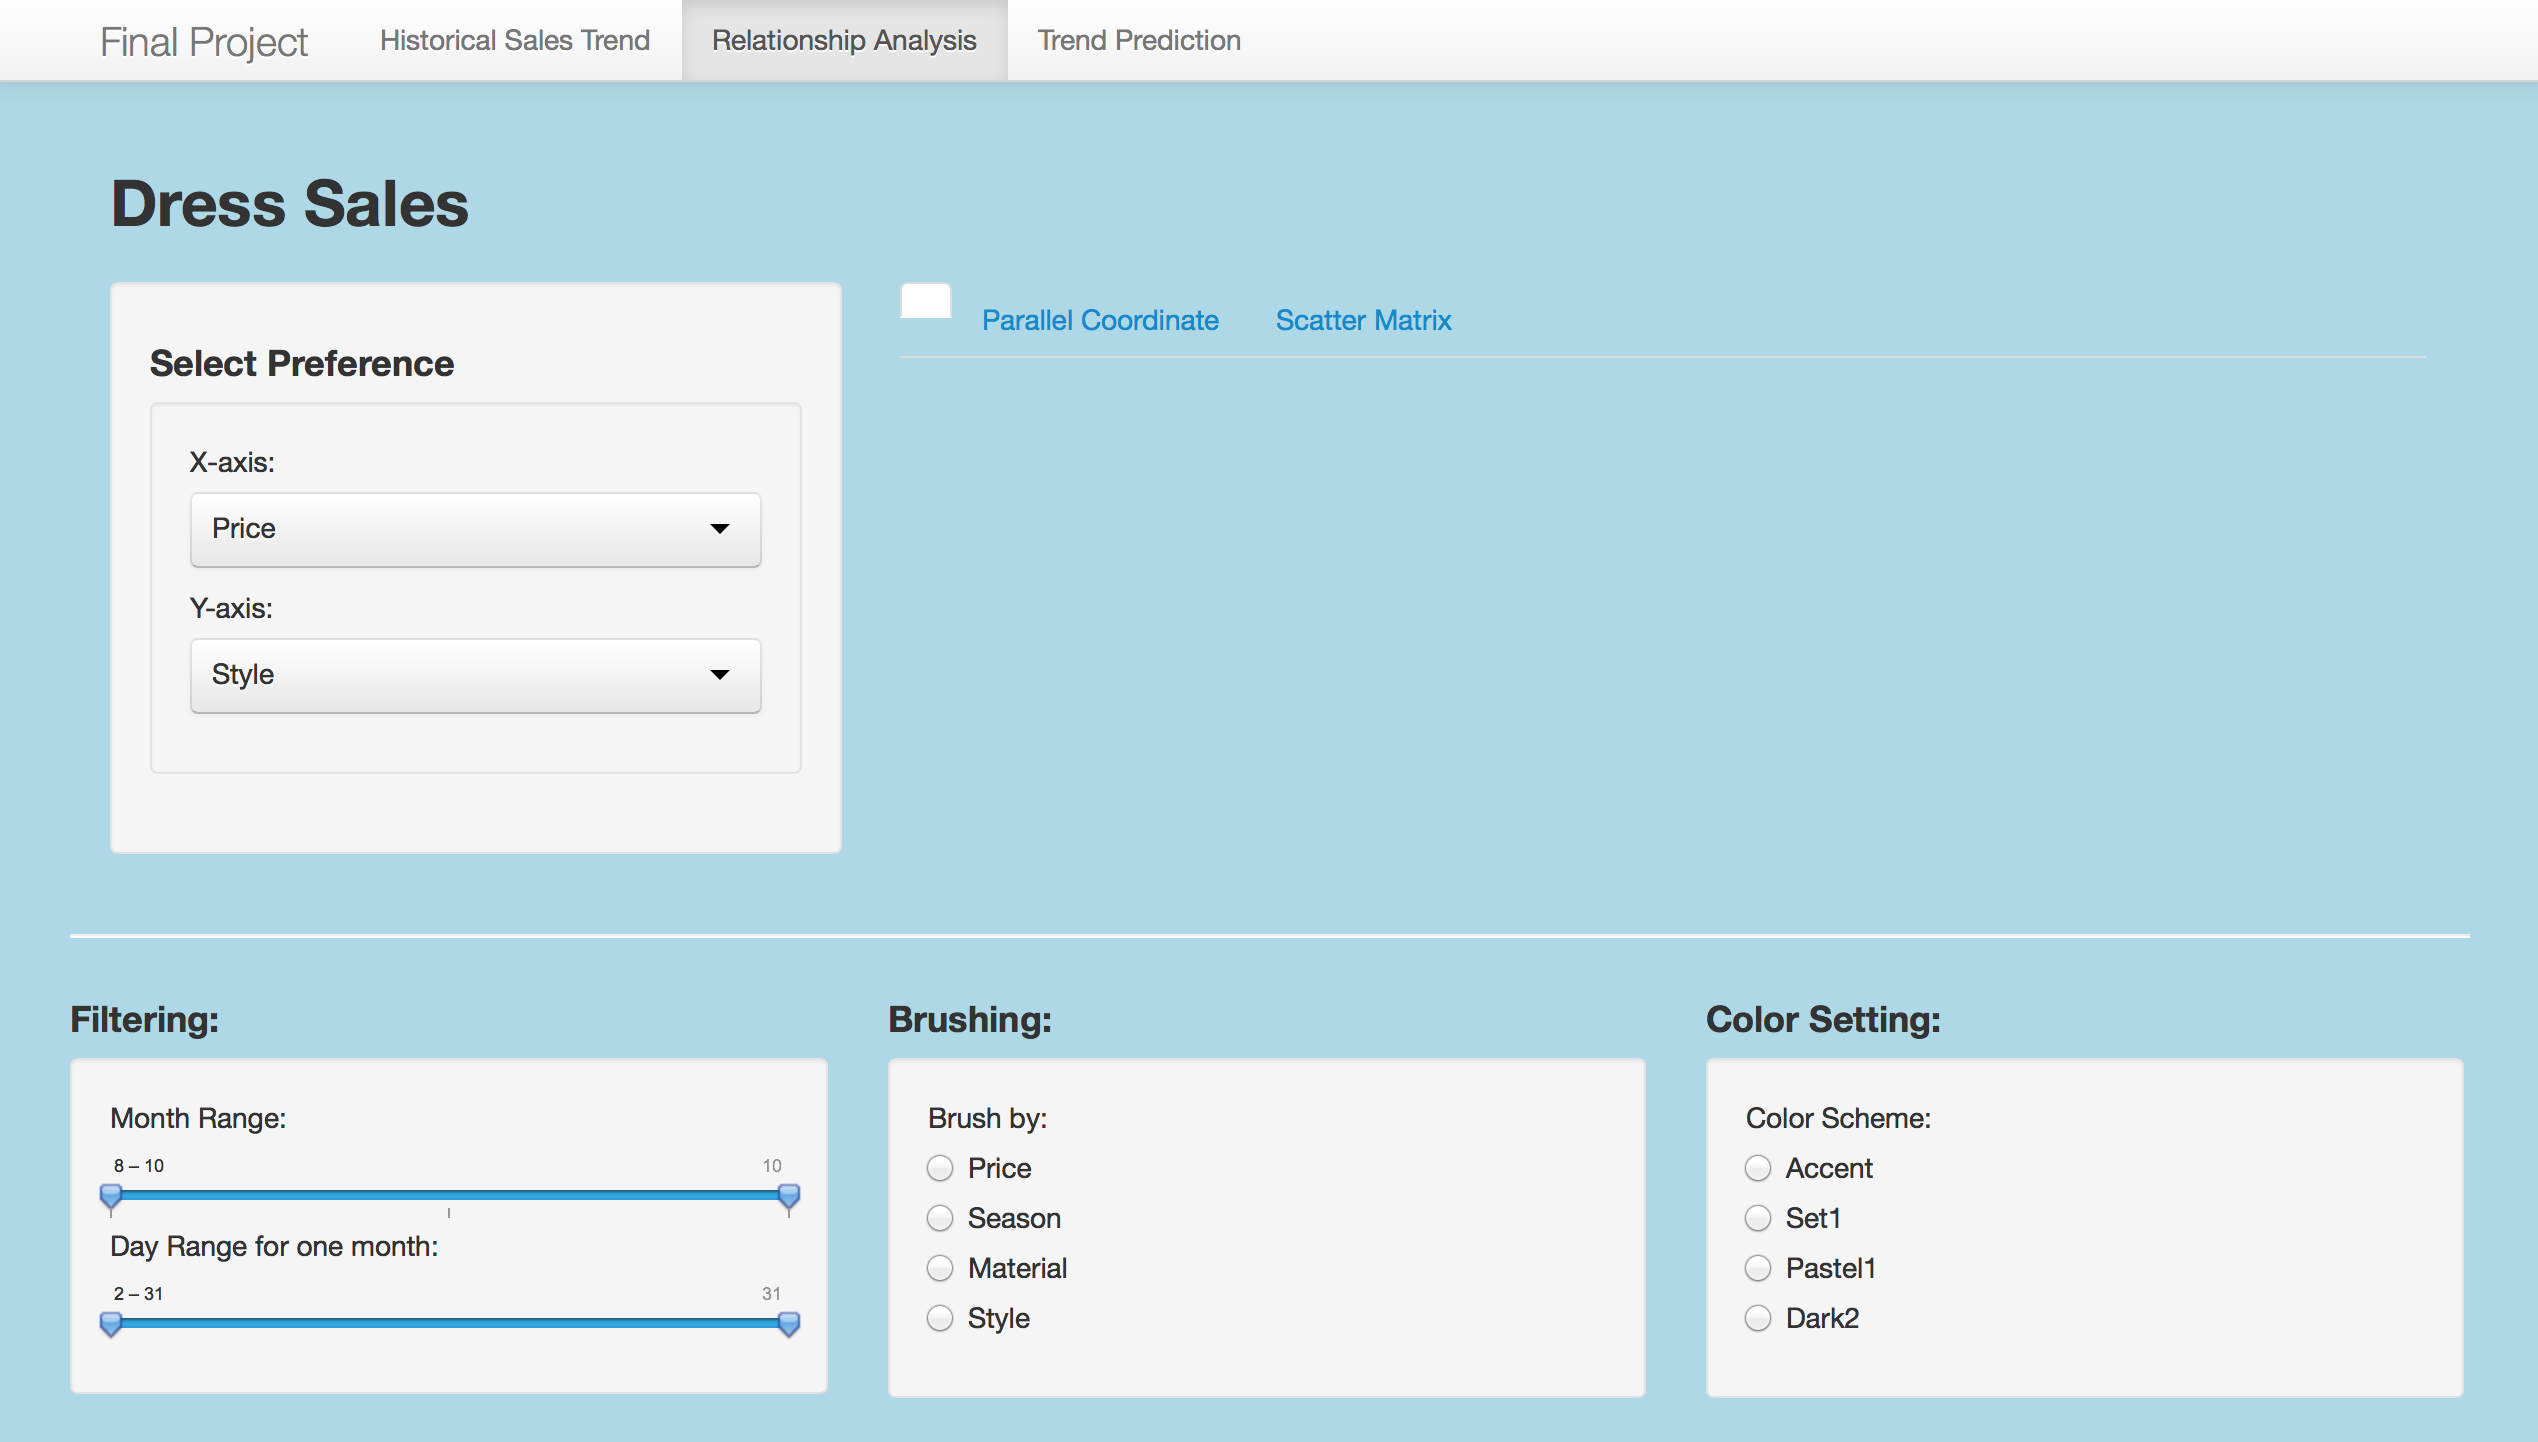 Final Project Historical Sales Trend Relationship Analysis Trend Prediction
Dress Sales
Parallel Coordinate Scatter Matrix
Select Preference
X-axis:
Price
Y-axis:
Style
Filtering:
Month Range:
8 – 10 10
Day Range for one month:
2 – 31 31
Brushing:
Brush by:
Price
Season
Material
Style
Color Setting:
Color Scheme:
Accent
Set1
Pastel1
Dark2